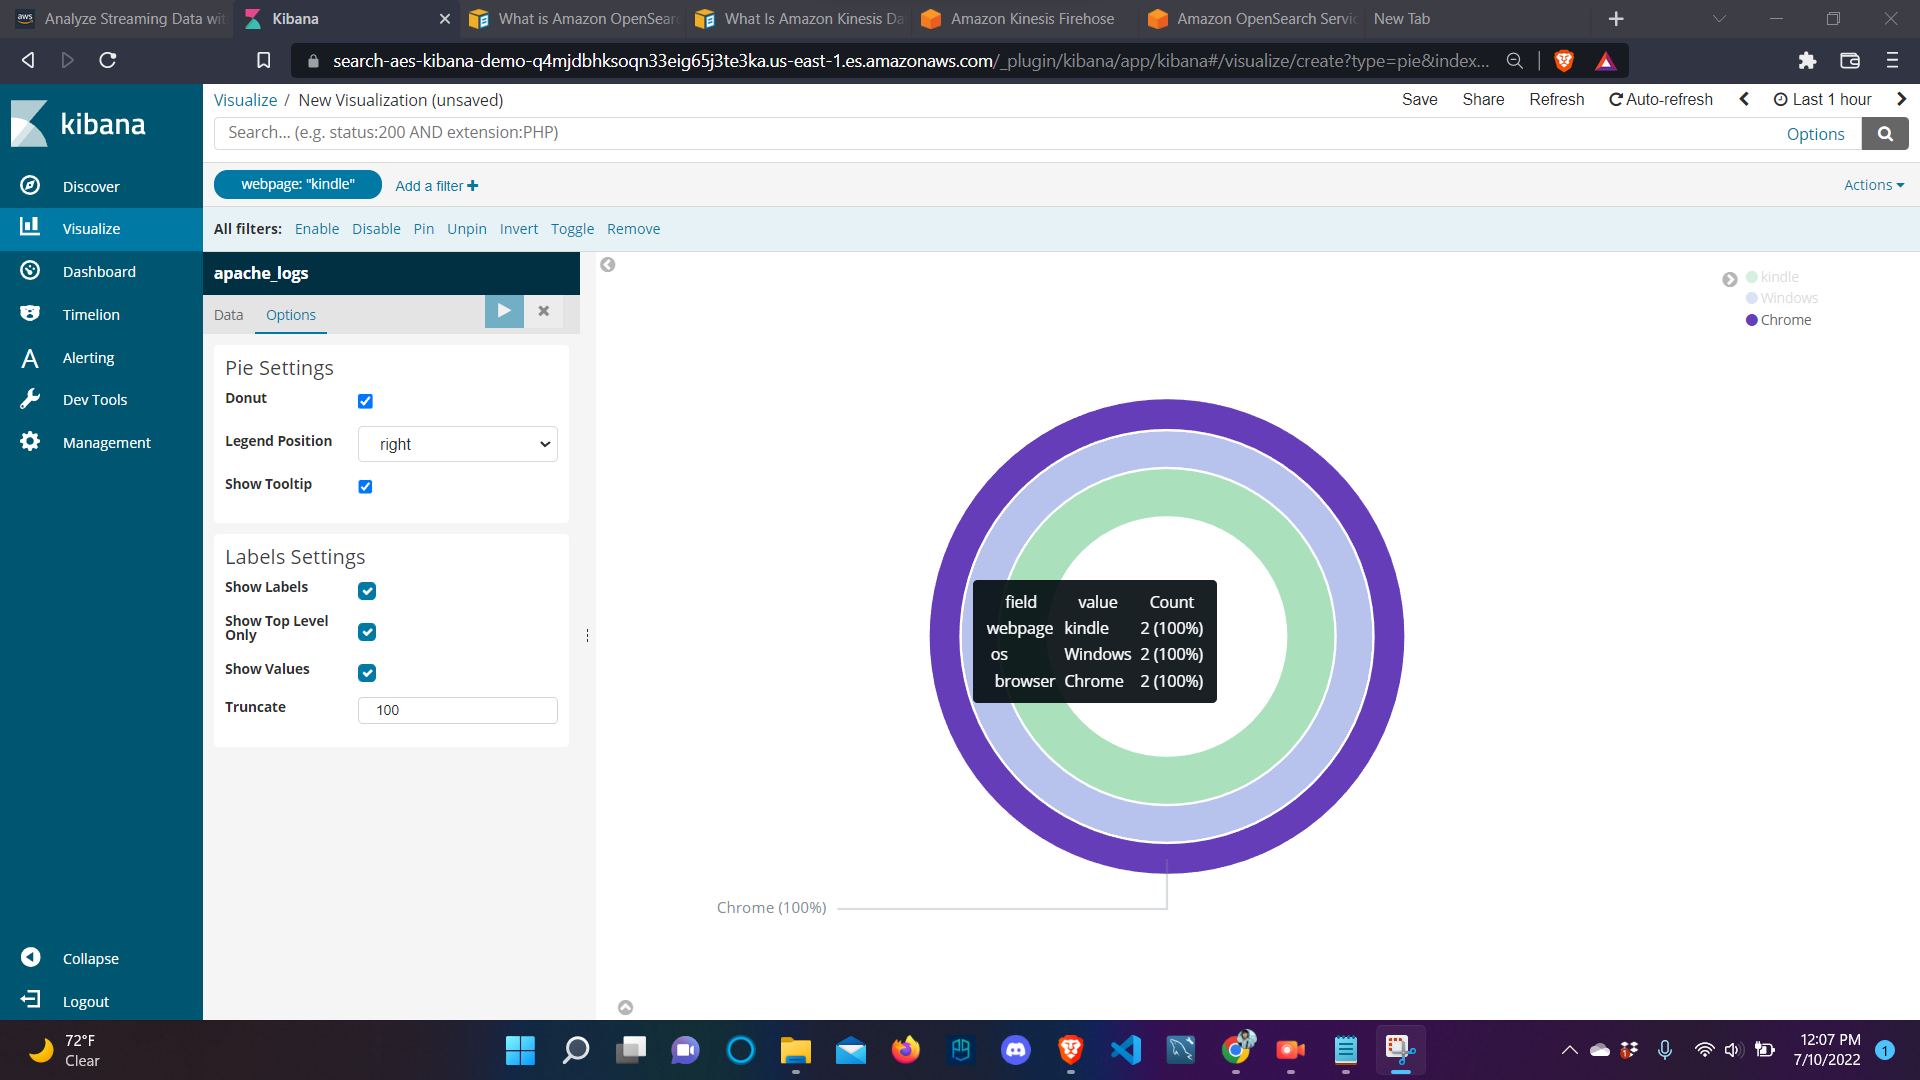 Analyze Streaming Data wit
Kibana
What is Amazon OpenSear
What Is Amazon Kinesis Da
Amazon Kinesis Firehose
Amazon OpenSearch Servic
New Tab
search-aes-kibana-demo-q4mjdbhksoqn33eig65j3te3ka.us-east-1.es.amazonaws.com/_plugin/kibana/app/kibana#/visualize/create?type=pie&index...
kibana
Discover
Visualize
Dashboard
Timelion
Alerting
Dev Tools
Management
Collapse
Logout
Visualize / New Visualization (unsaved)
Save Share Refresh Auto-refresh Last 1 hour
Search... (e.g. status:200 AND extension:PHP)
Options
webpage: "kindle"
Add a filter
Actions
All filters: Enable Disable Pin Unpin Invert Toggle Remove
apache_logs
Data Options
Pie Settings
Donut
Legend Position right
Show Tooltip
Labels Settings
Show Labels
Show Top Level
Only
Show Values
Truncate 100
kindle
Windows
Chrome
field value Count
webpage kindle 2 (100%)
os Windows 2 (100%)
browser Chrome 2 (100%)
Chrome (100%)
72°F
Clear
12:07 PM
7/10/2022
1